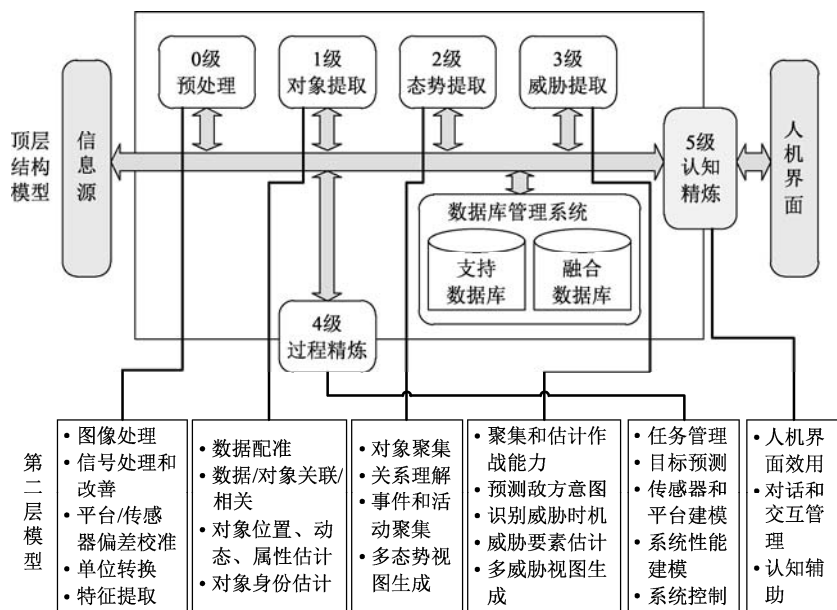 0级
预处理
1级
对象提取
2级
态势提取
3级
威胁提取
顶层
结构
模型
信息源
5级
认知
精炼
人机界面
数据库管理系统
支持
数据库
融合
数据库
4级
过程精炼
第二层模型
• 图像处理
• 信号处理和
改善
• 平台/传感
器偏差校准
• 单位转换
• 特征提取
• 数据配准
• 数据/对象关联/
相关
• 对象位置、动
态、属性估计
• 对象身份估计
• 对象聚集
• 关系理解
• 事件和活
动聚集
• 多态势视
图生成
• 聚集和估计作
战能力
• 预测敌方意图
• 识别威胁时机
• 威胁要素估计
• 多威胁视图生
成
• 任务管理
• 目标预测
• 传感器和
平台建模
• 系统性能
建模
• 系统控制
• 人机界
面效用
• 对话和
交互管
理
• 认知辅
助